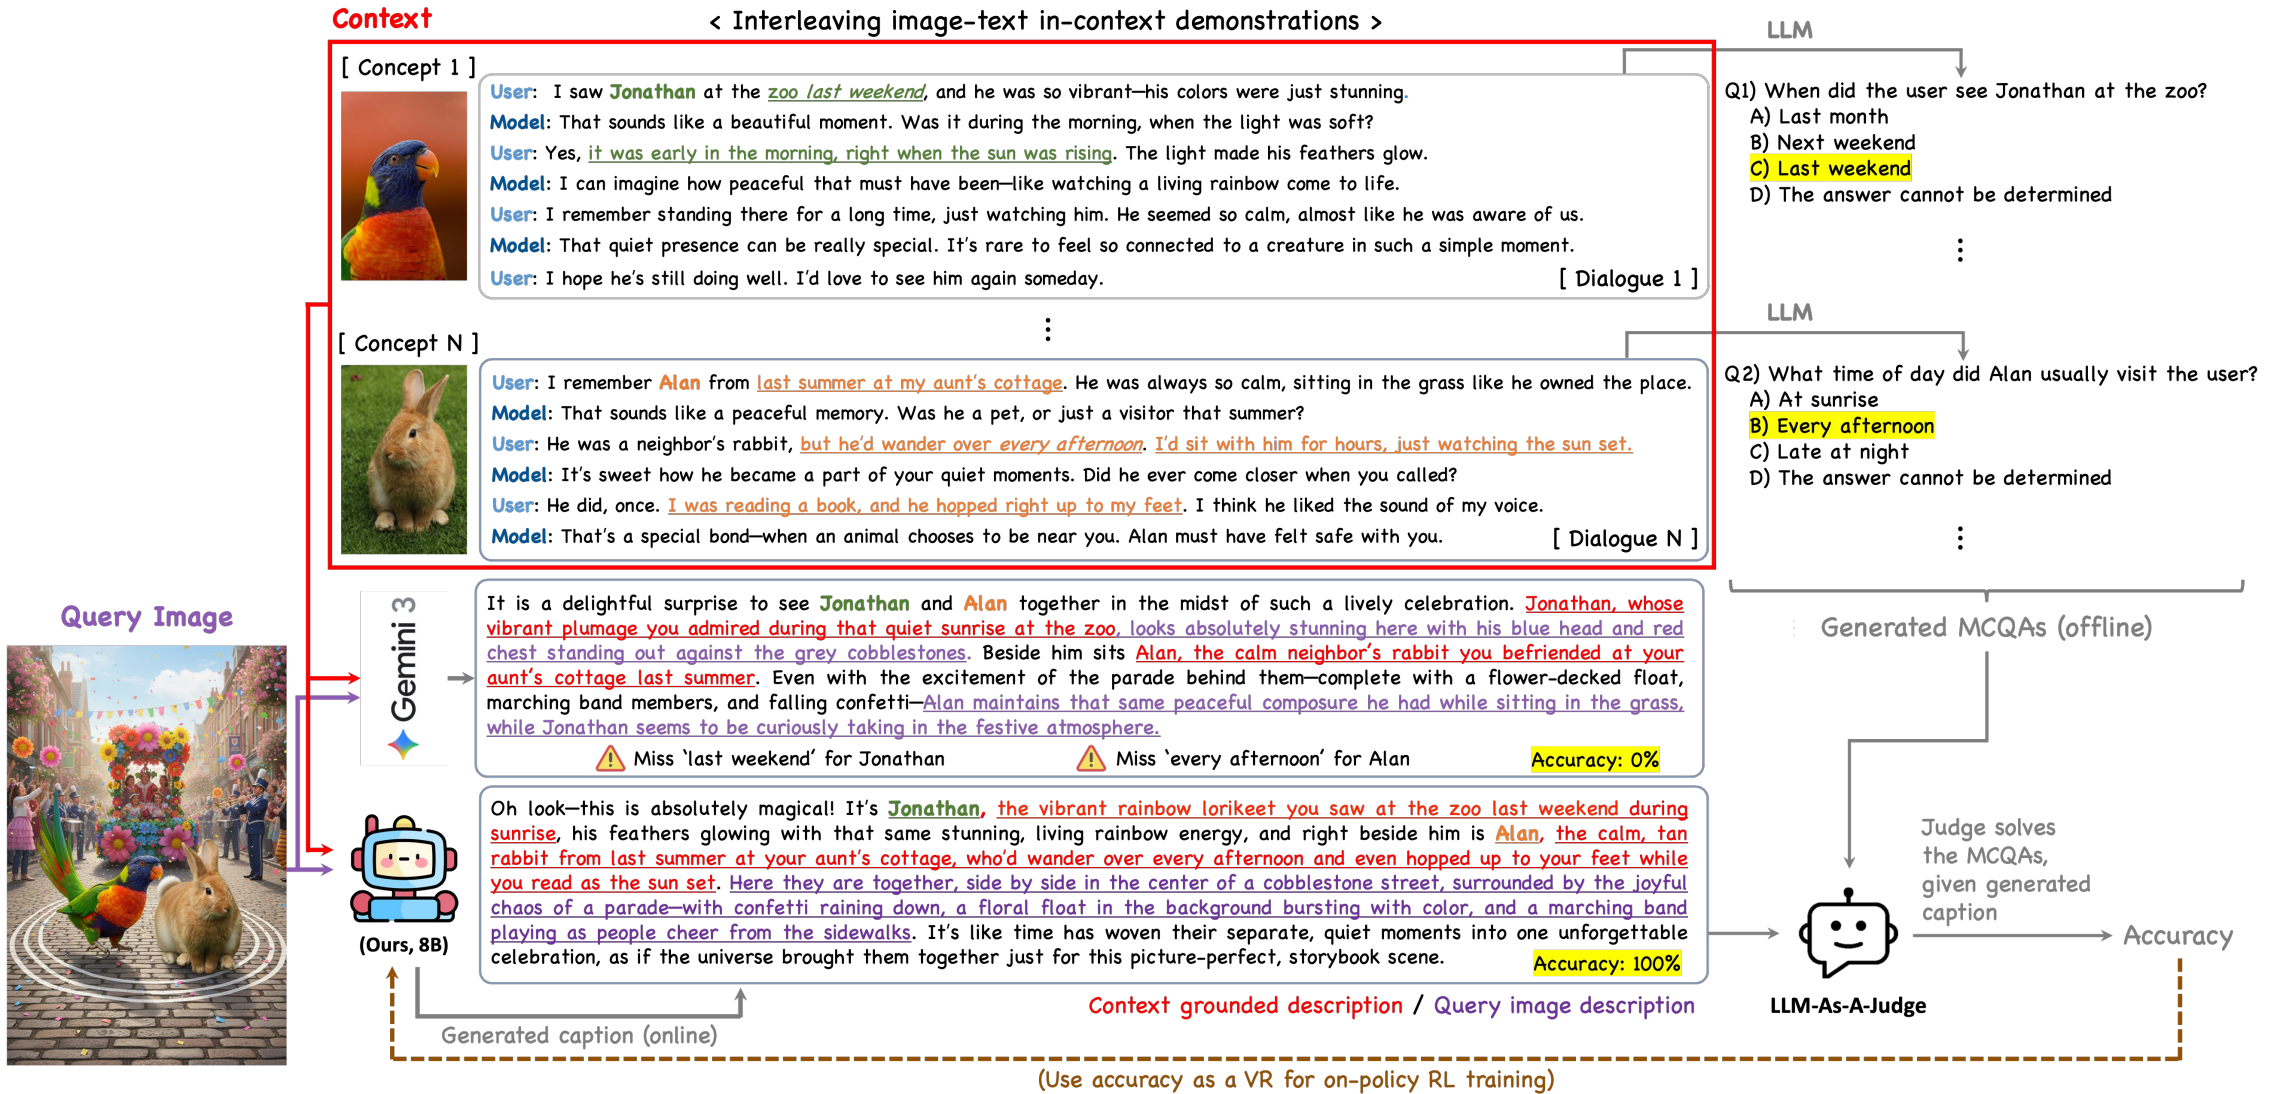 Context
< Interleaving image-text in-context demonstrations >
[ Concept 1 ]
User: I saw Jonathan at the zoo last weekend, and he was so vibrant—his colors were just stunning.
Model: That sounds like a beautiful moment. Was it during the morning, when the light was soft?
User: Yes, it was early in the morning, right when the sun was rising. The light made his feathers glow.
Model: I can imagine how peaceful that must have been—like watching a living rainbow come to life.
User: I remember standing there for a long time, just watching him. He seemed so calm, almost like he was aware of us.
Model: That quiet presence can be really special. It's rare to feel so connected to a creature in such a simple moment.
User: I hope he's still doing well. I'd love to see him again someday.
[ Dialogue 1 ]
LLM
Q1) When did the user see Jonathan at the zoo?
A) Last month
B) Next weekend
C) Last weekend
D) The answer cannot be determined
⋮
⋮
[ Concept N ]
User: I remember Alan from last summer at my aunt's cottage. He was always so calm, sitting in the grass like he owned the place.
Model: That sounds like a peaceful memory. Was he a pet, or just a visitor that summer?
User: He was a neighbor's rabbit, but he'd wander over every afternoon. I'd sit with him for hours, just watching the sun set.
Model: It's sweet how he became a part of your quiet moments. Did he ever come closer when you called?
User: He did, once. I was reading a book, and he hopped right up to my feet. I think he liked the sound of my voice.
Model: That's a special bond—when an animal chooses to be near you. Alan must have felt safe with you.
[ Dialogue N ]
LLM
Q2) What time of day did Alan usually visit the user?
A) At sunrise
B) Every afternoon
C) Late at night
D) The answer cannot be determined
⋮
Generated MCQAs (offline)
Query Image
Gemini 3
It is a delightful surprise to see Jonathan and Alan together in the midst of such a lively celebration. Jonathan, whose
vibrant plumage you admired during that quiet sunrise at the zoo, looks absolutely stunning here with his blue head and red
chest standing out against the grey cobblestones. Beside him sits Alan, the calm neighbor's rabbit you befriended at your
aunt's cottage last summer. Even with the excitement of the parade behind them—complete with a flower-decked float,
marching band members, and falling confetti—Alan maintains that same peaceful composure he had while sitting in the grass,
while Jonathan seems to be curiously taking in the festive atmosphere.
Miss 'last weekend' for Jonathan
Miss 'every afternoon' for Alan
Accuracy: 0%
(Ours, 8B)
Oh look—this is absolutely magical! It's Jonathan, the vibrant rainbow lorikeet you saw at the zoo last weekend during
sunrise, his feathers glowing with that same stunning, living rainbow energy, and right beside him is Alan, the calm, tan
rabbit from last summer at your aunt's cottage, who'd wander over every afternoon and even hopped up to your feet while
you read as the sun set. Here they are together, side by side in the center of a cobblestone street, surrounded by the joyful
chaos of a parade—with confetti raining down, a floral float in the background bursting with color, and a marching band
playing as people cheer from the sidewalks. It's like time has woven their separate, quiet moments into one unforgettable
celebration, as if the universe brought them together just for this picture-perfect, storybook scene.
Accuracy: 100%
Generated caption (online)
Context grounded description / Query image description
LLM-As-A-Judge
Judge solves
the MCQAs,
given generated
caption
Accuracy
(Use accuracy as a VR for on-policy RL training)